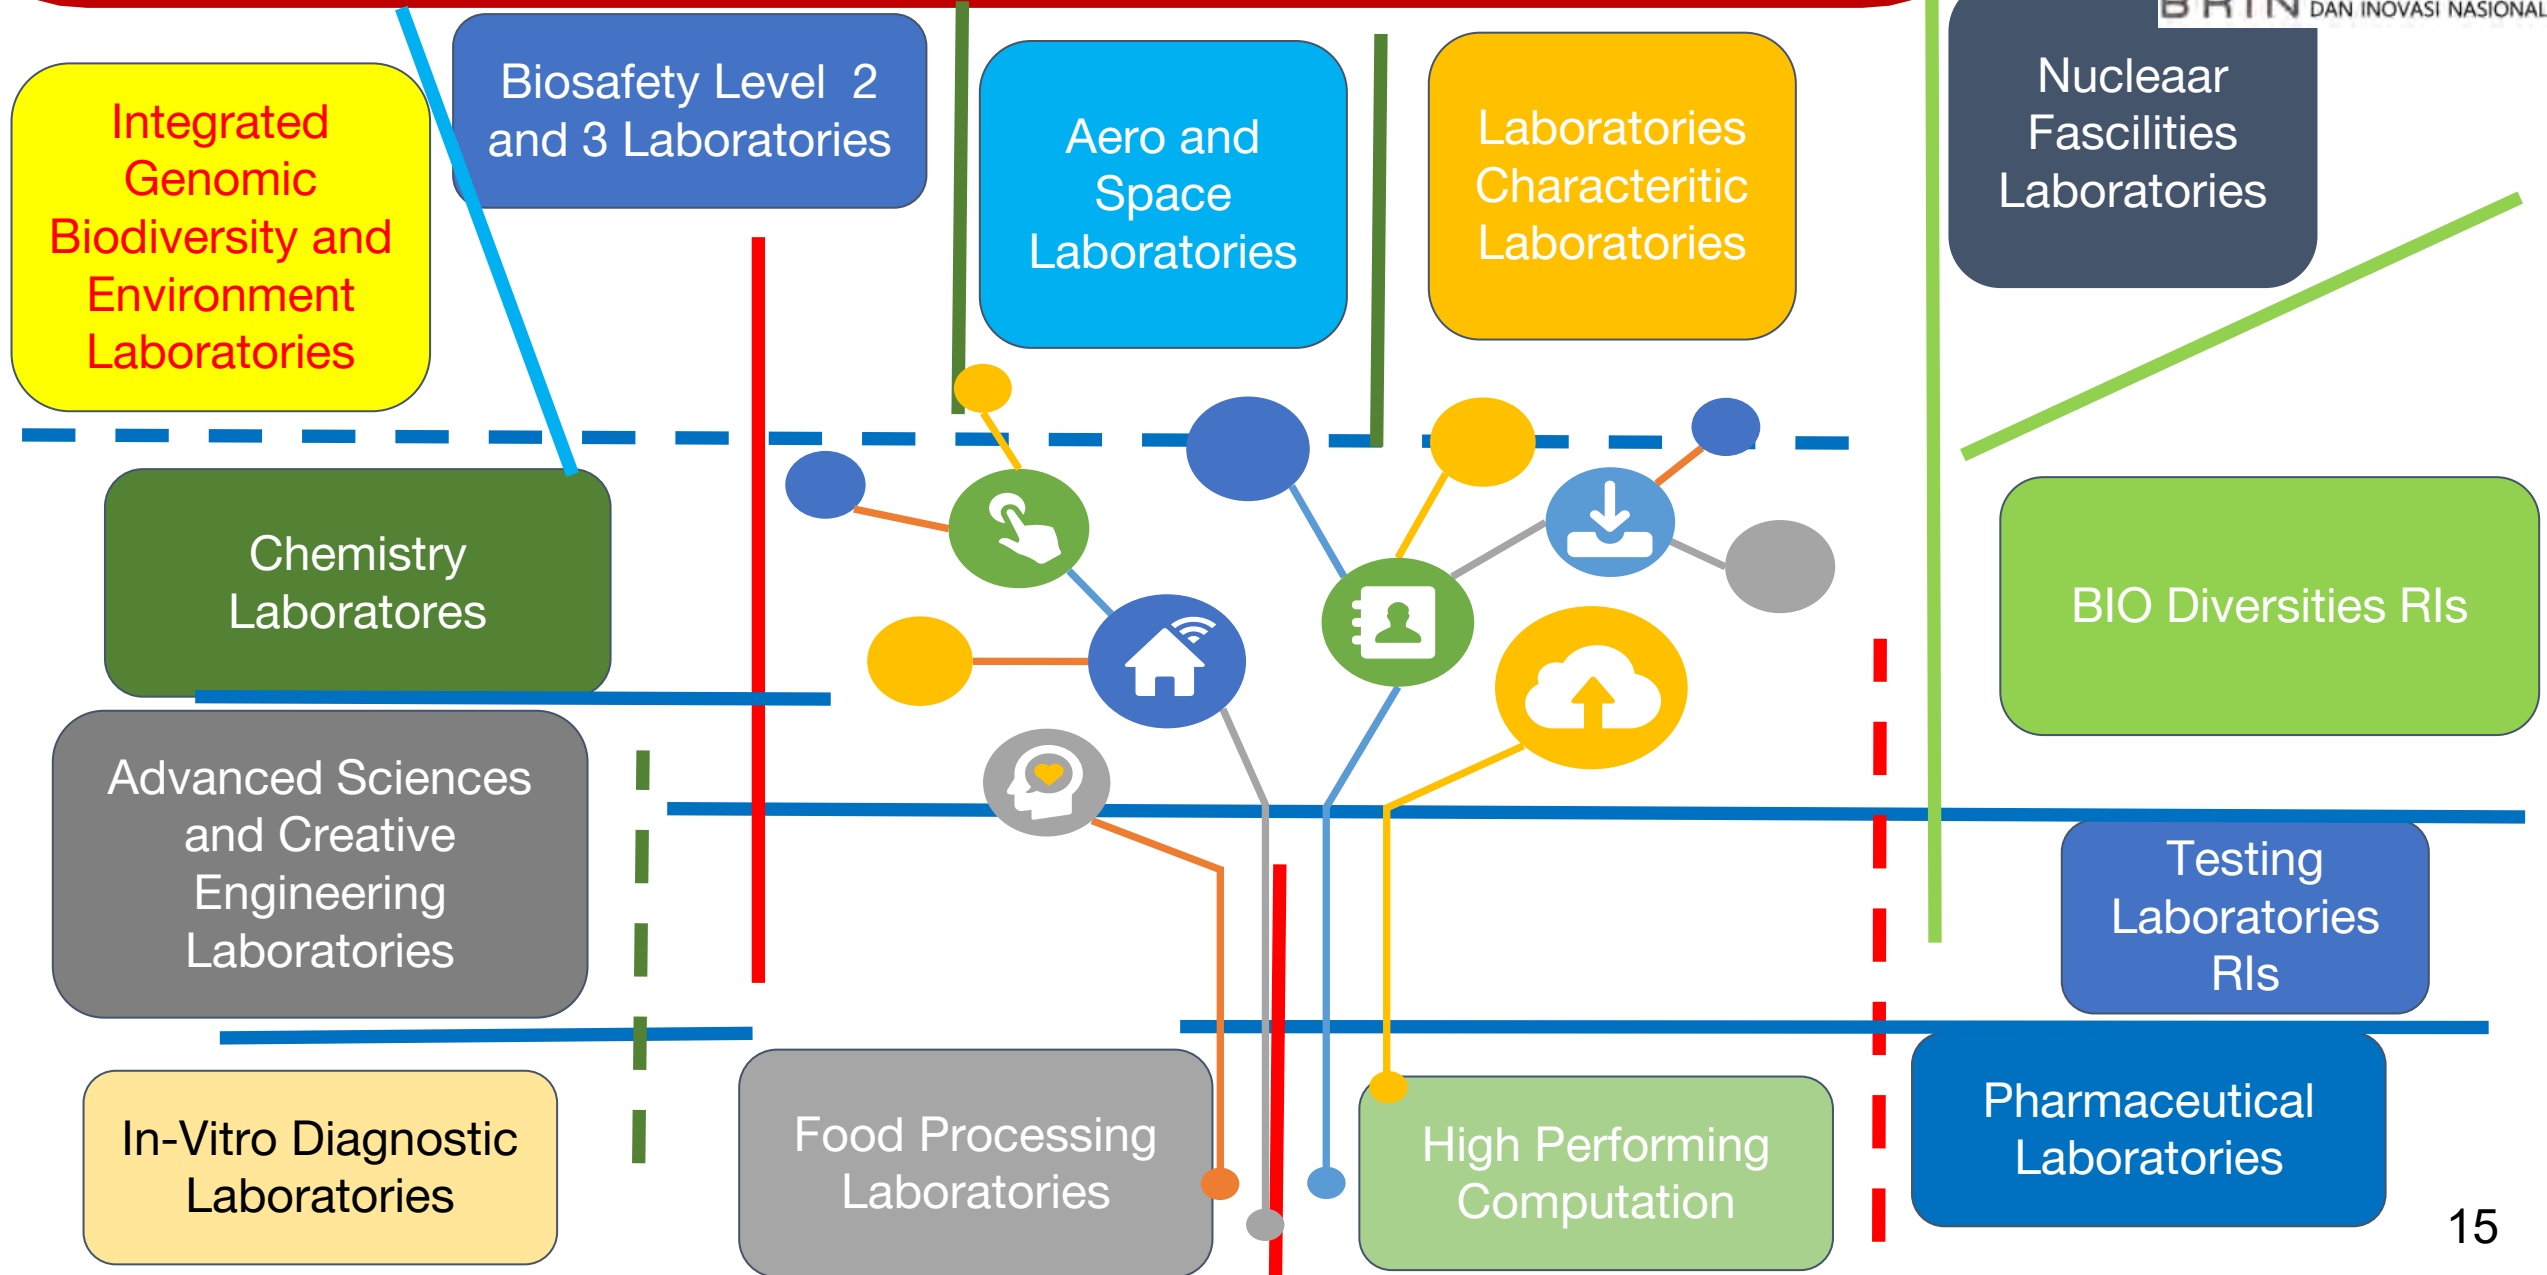 BRIN DAN INOVASI NASIONAL
Integrated
Genomic
Biodiversity and
Environment
Laboratories
Biosafety Level 2
and 3 Laboratories
Aero and
Space
Laboratories
Laboratories
Characteritic
Laboratories
Nucleaar
Fascilities
Laboratories
Chemistry
Laboratores
BIO Diversities RIs
Advanced Sciences
and Creative
Engineering
Laboratories
Testing
Laboratories
RIs
In-Vitro Diagnostic
Laboratories
Food Processing
Laboratories
High Performing
Computation
Pharmaceutical
Laboratories
15